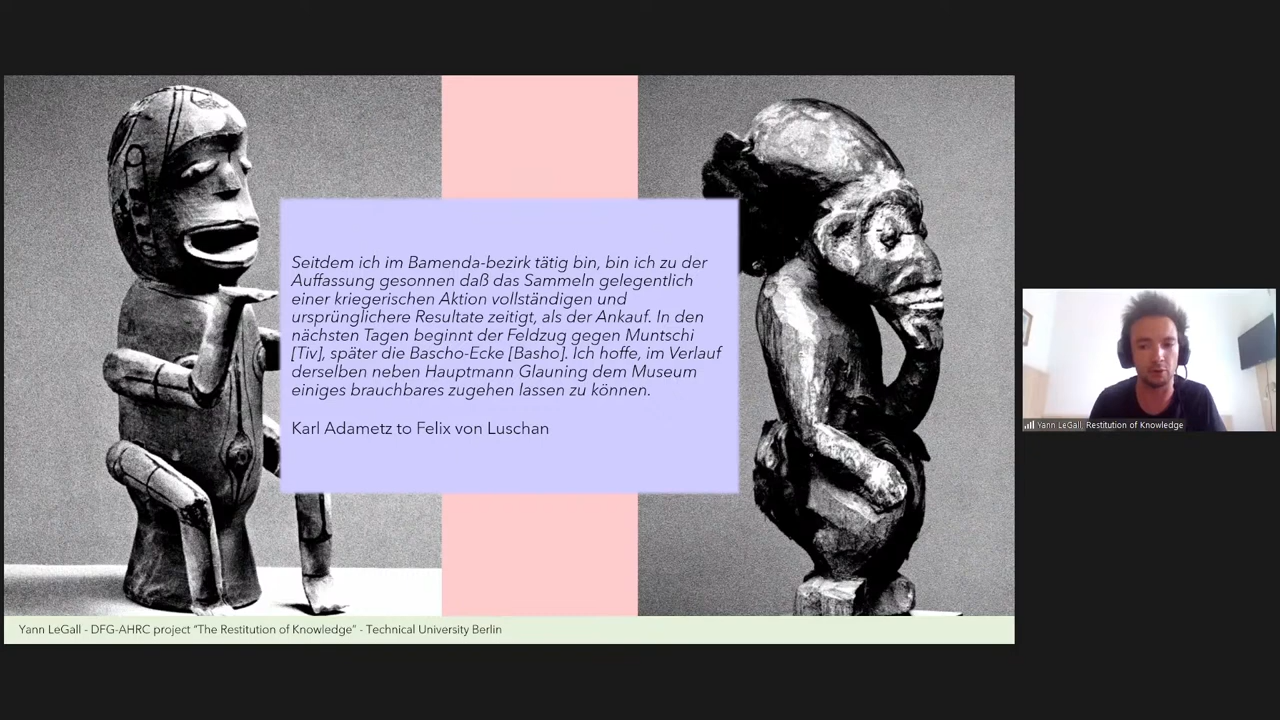 Seitdem ich im Bamenda-bezirk tätig bin, bin ich zu der
Auffassung gesonnen daß das Sammeln gelegentlich
einer kriegerischen Aktion vollständigen und
ursprünglichere Resultate zeitigt, als der Ankauf. In den
nächsten Tagen beginnt der Feldzug gegen Muntschi
[Tiv], später die Bascho-Ecke [Basho]. Ich hoffe, im Verlauf
derselben neben Hauptmann Glauning dem Museum
einiges brauchbares zugehen lassen zu können.
Karl Adametz to Felix von Luschan
Yann LeGall, Restitution of Knowledge
Yann LeGall - DFG-AHRC project "The Restitution of Knowledge" - Technical University Berlin